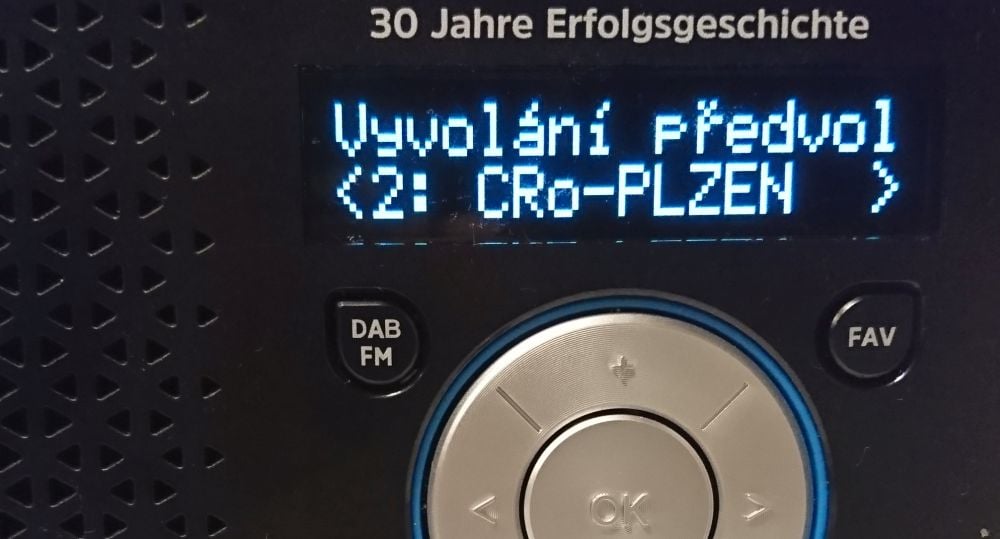 30 Jahre Erfolgsgeschichte
Vyvolání předvol
<2: CRo-PLZEN >
DAB
FM
FAV
+
< OK >